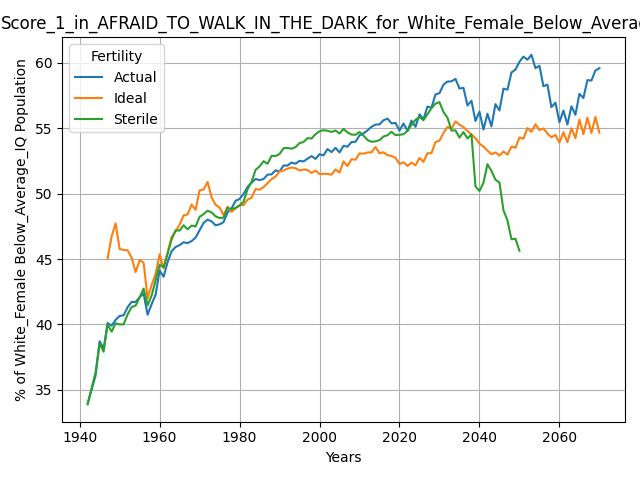 Score_1_in_AFRAID_TO_WALK_IN_THE_DARK_for_White_Female_Below_Avera
Fertility
Actual
Ideal
Sterile
% of White_Female Below_Average_IQ Population
60
55
50
45
40
35
1940
1960
1980
2000
2020
2040
2060
Years